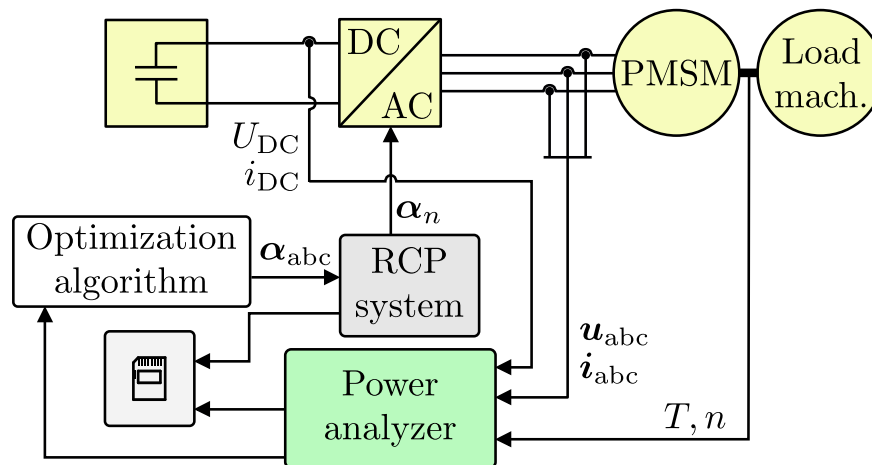 DC
AC
PMSM
Load
mach.
U_DC
i_DC
α_n
Optimization
algorithm
α_abc
RCP
system
u_abc
i_abc
Power
analyzer
T, n